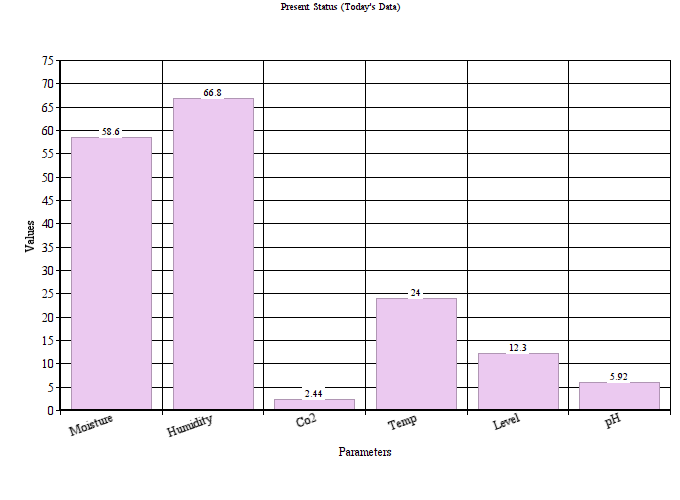 Present Status (Today's Data)
75
70
65
60
55
50
45
40
35
30
25
20
15
10
5
0
Values
58.6
66.8
2.44
24
12.3
5.92
Moisture
Humidity
Co2
Temp
Level
pH
Parameters